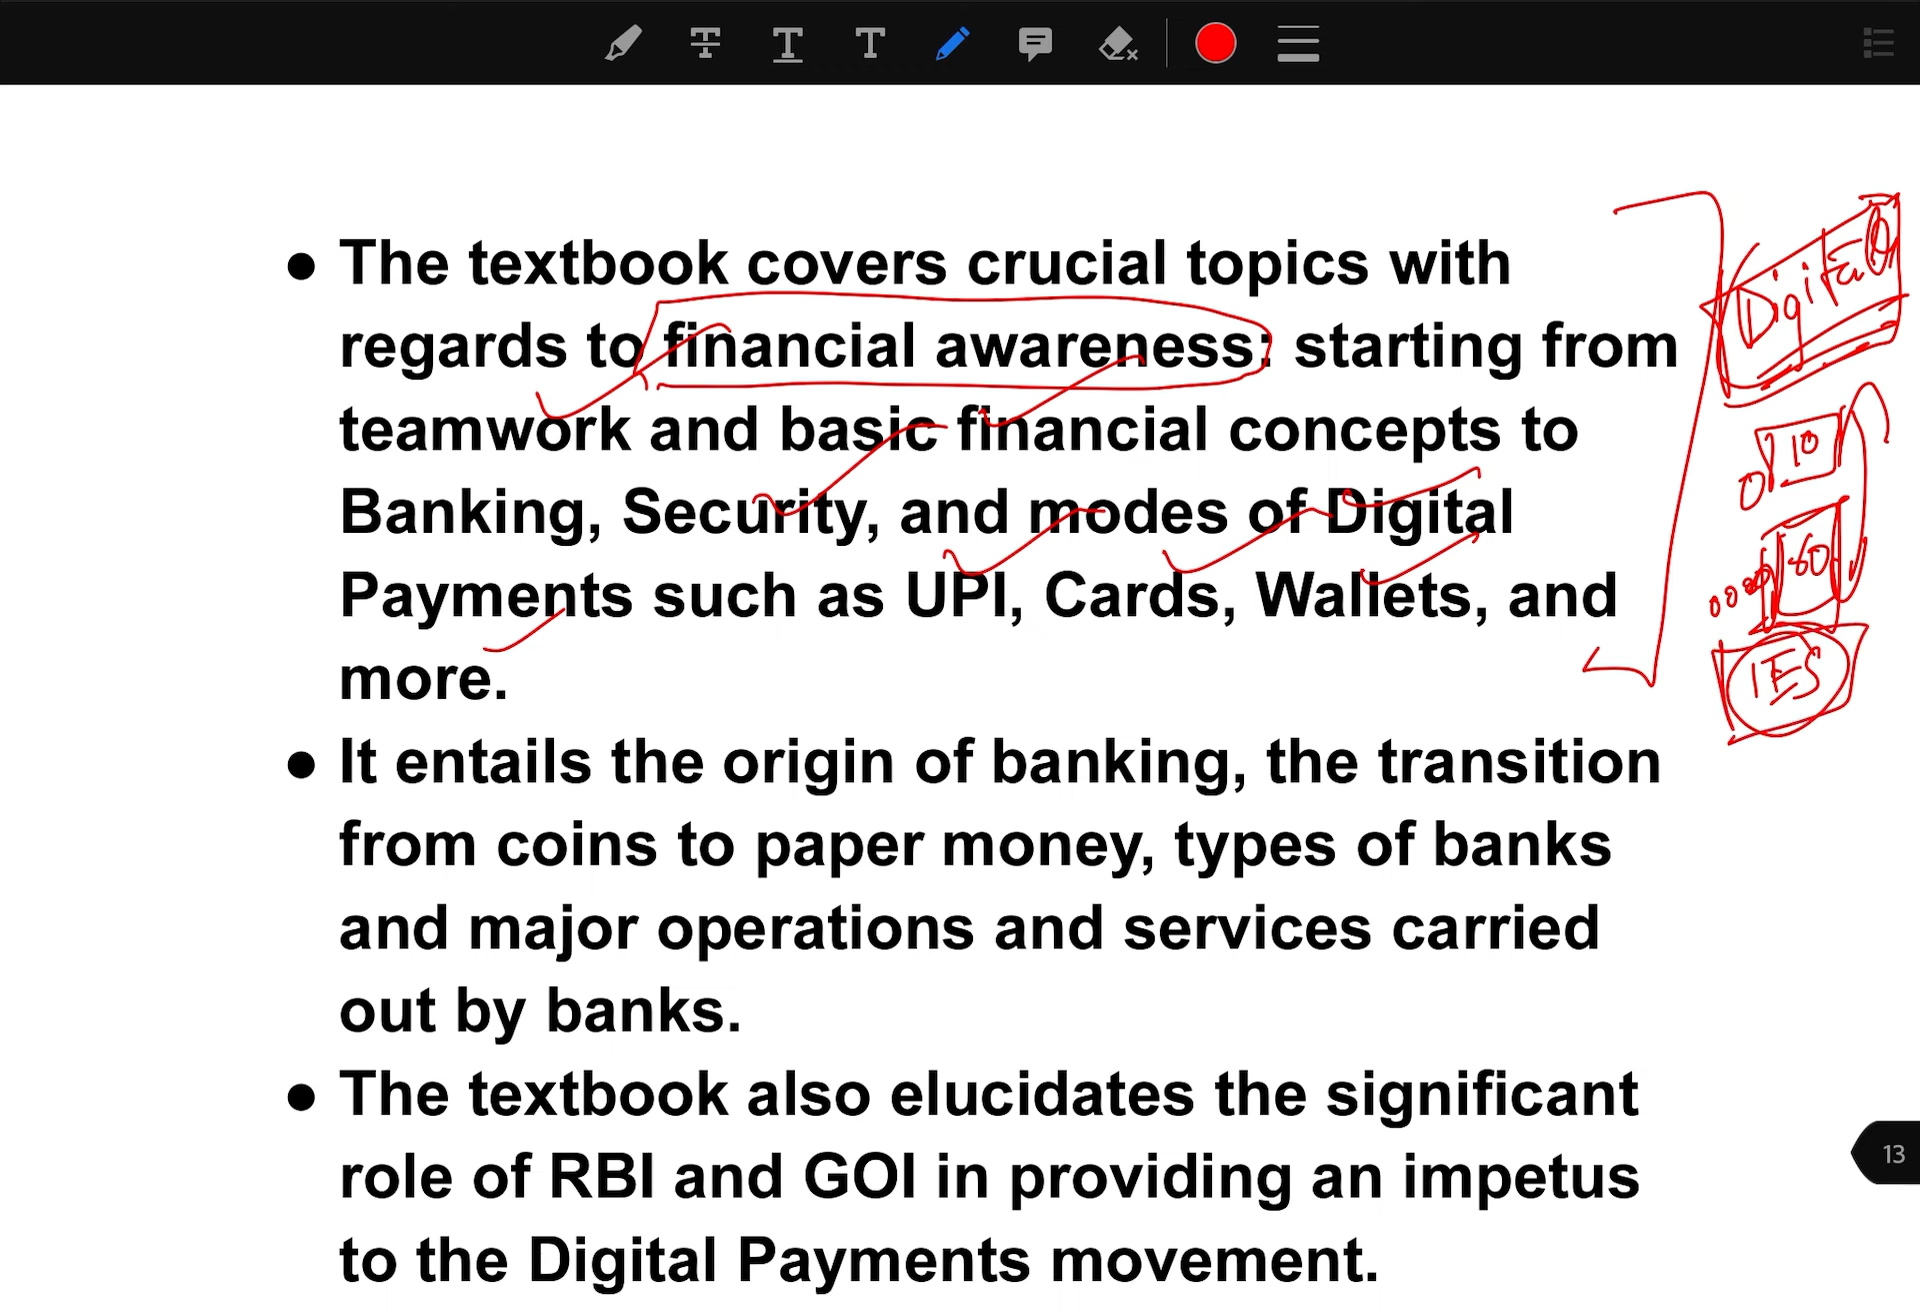 ● The textbook covers crucial topics with
regards to financial awareness: starting from
teamwork and basic financial concepts to
Banking, Security, and modes of Digital
Payments such as UPI, Cards, Wallets, and
more.
● It entails the origin of banking, the transition
from coins to paper money, types of banks
and major operations and services carried
out by banks.
● The textbook also elucidates the significant
role of RBI and GOI in providing an impetus
to the Digital Payments movement.
Digital
10
IES
13